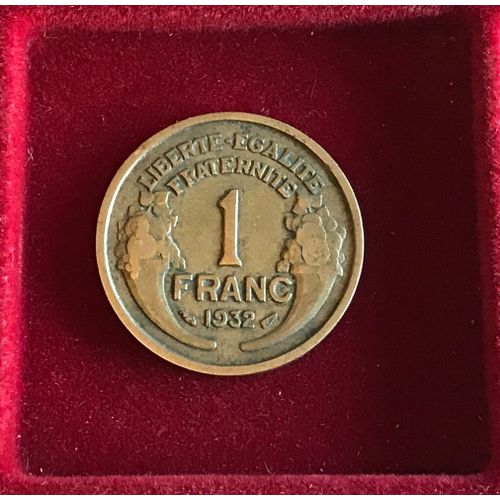 LIBERTE-EGALITE
FRATERNITE
1
FRANC
1932